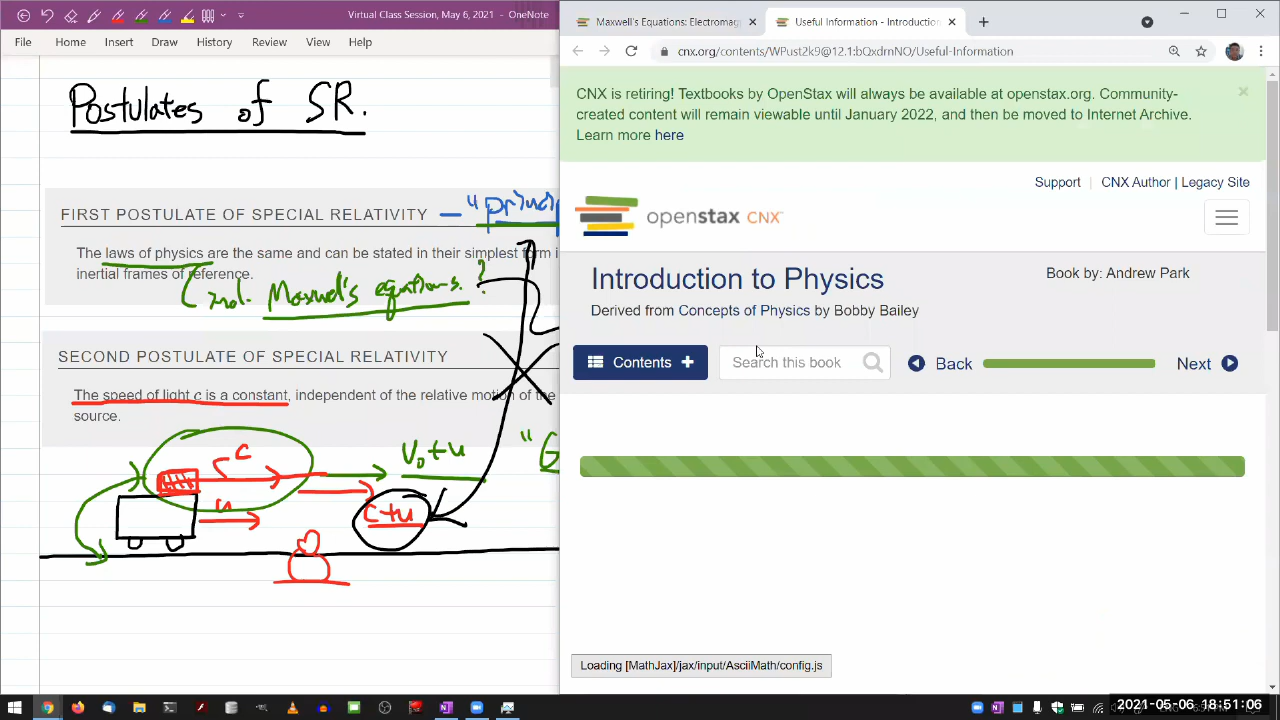 Virtual Class Session, May 6, 2021 - OneNote
File Home Insert Draw History Review View Help
Postulates of SR.
FIRST POSTULATE OF SPECIAL RELATIVITY — "princip
The laws of physics are the same and can be stated in their simplest form i
inertial frames of reference.
incl. Maxwell's equations. ?
SECOND POSTULATE OF SPECIAL RELATIVITY
The speed of light c is a constant, independent of the relative motion of the
source.
c
V₀+u
"G
u
c+u
Maxwell's Equations: Electromag
Useful Information - Introduction
cnx.org/contents/WPust2k9@12.1:bQxdrnNO/Useful-Information
CNX is retiring! Textbooks by OpenStax will always be available at openstax.org. Community-
created content will remain viewable until January 2022, and then be moved to Internet Archive.
Learn more here
Support | CNX Author | Legacy Site
openstax CNX
Introduction to Physics
Book by: Andrew Park
Derived from Concepts of Physics by Bobby Bailey
Contents + Search this book Back Next
Loading [MathJax]/jax/input/AsciiMath/config.js
2021-05-06 18:51:06